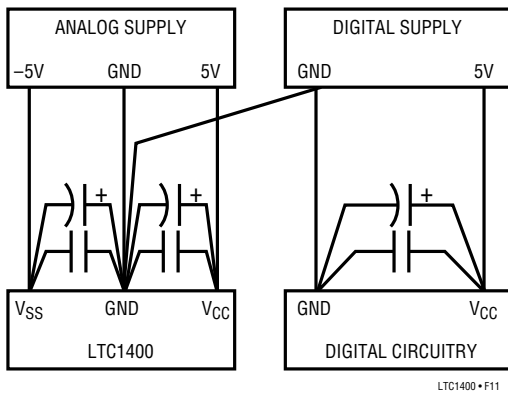 ANALOG SUPPLY
–5V GND 5V
DIGITAL SUPPLY
GND 5V
+ +
+
VSS GND VCC
LTC1400
GND VCC
DIGITAL CIRCUITRY
LTC1400 • F11